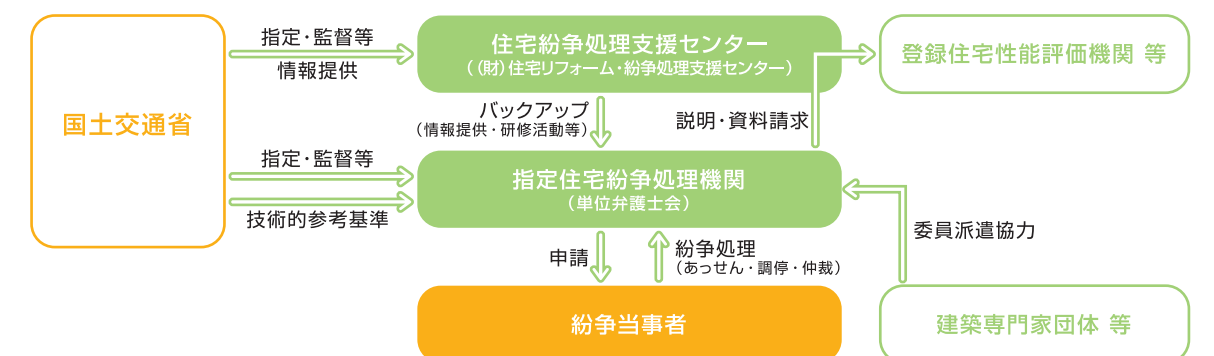 指定・監督等
情報提供
住宅紛争処理支援センター
（（財）住宅リフォーム・紛争処理支援センター）
登録住宅性能評価機関 等
国土交通省
バックアップ
（情報提供・研修活動等）
説明・資料請求
指定・監督等
技術的参考基準
指定住宅紛争処理機関
（単位弁護士会）
委員派遣協力
申請
紛争処理
（あっせん・調停・仲裁）
紛争当事者
建築専門家団体 等